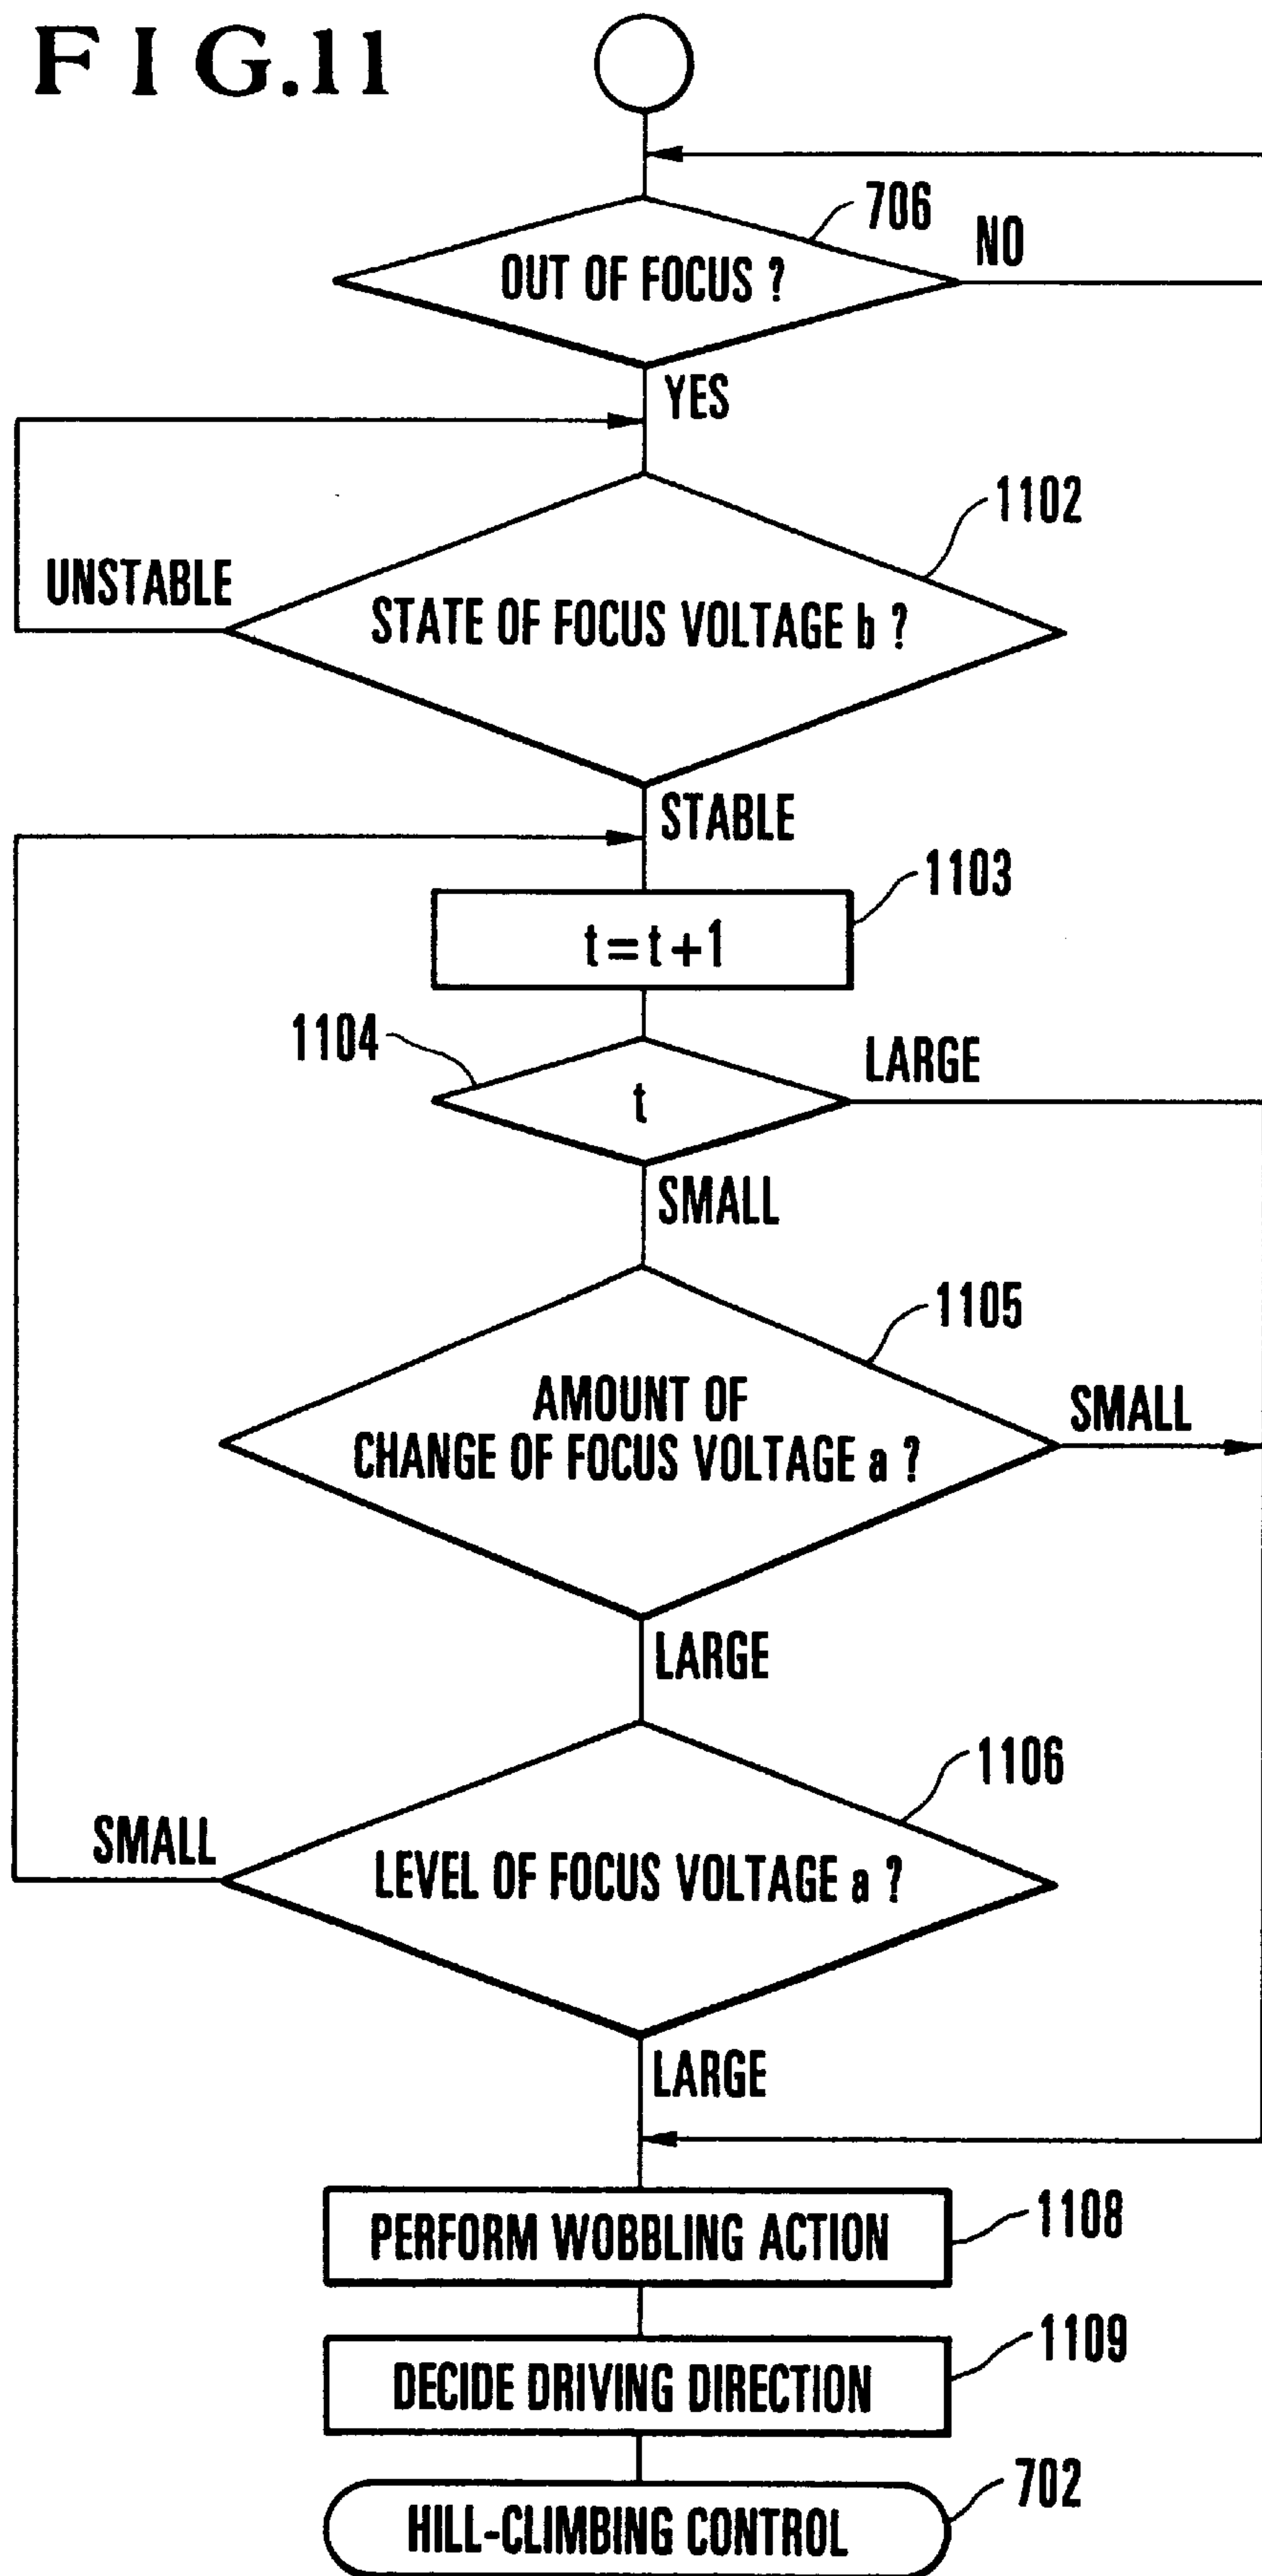 FIG.11
706
NO
OUT OF FOCUS ?
YES
1102
UNSTABLE
STATE OF FOCUS VOLTAGE b ?
STABLE
1103
t=t+1
1104
LARGE
t
SMALL
1105
AMOUNT OF
CHANGE OF FOCUS VOLTAGE a ?
SMALL
LARGE
1106
SMALL
LEVEL OF FOCUS VOLTAGE a ?
LARGE
PERFORM WOBBLING ACTION
1108
DECIDE DRIVING DIRECTION
1109
HILL-CLIMBING CONTROL
702